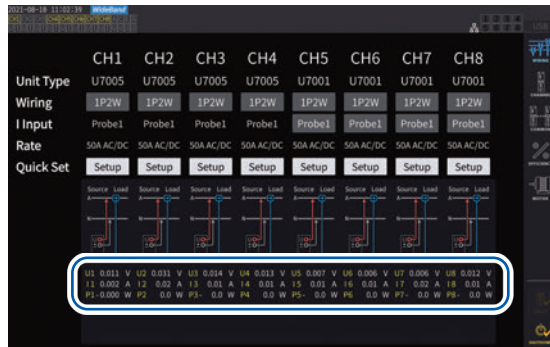 2021-08-18 11:02:39 WideBand
USB
CH1 CH2 CH3 CH4 CH5 CH6 CH7 CH8
Unit Type U7005 U7005 U7005 U7005 U7001 U7001 U7001 U7001
Wiring 1P2W 1P2W 1P2W 1P2W 1P2W 1P2W 1P2W 1P2W
WIRING
I Input Probe1 Probe1 Probe1 Probe1 Probe1 Probe1 Probe1 Probe1
Rate 50A AC/DC 50A AC/DC 50A AC/DC 50A AC/DC 50A AC/DC 50A AC/DC 50A AC/DC 50A AC/DC
EFFICIENCY
Quick Set Setup Setup Setup Setup Setup Setup Setup Setup
Source Load Source Load Source Load Source Load Source Load Source Load Source Load Source Load
MOTOR
U1 0.011 V U2 0.031 V U3 0.014 V U4 0.013 V U5 0.007 V U6 0.006 V U7 0.006 V U8 0.012 V
I1 0.002 A I2 0.02 A I3 0.01 A I4 0.01 A I5 0.01 A I6 0.01 A I7 0.02 A I8 0.01 A
P1-0.000 W P2 0.0 W P3- 0.0 W P4 0.0 W P5- 0.0 W P6 0.0 W P7- 0.0 W P8- 0.0 W